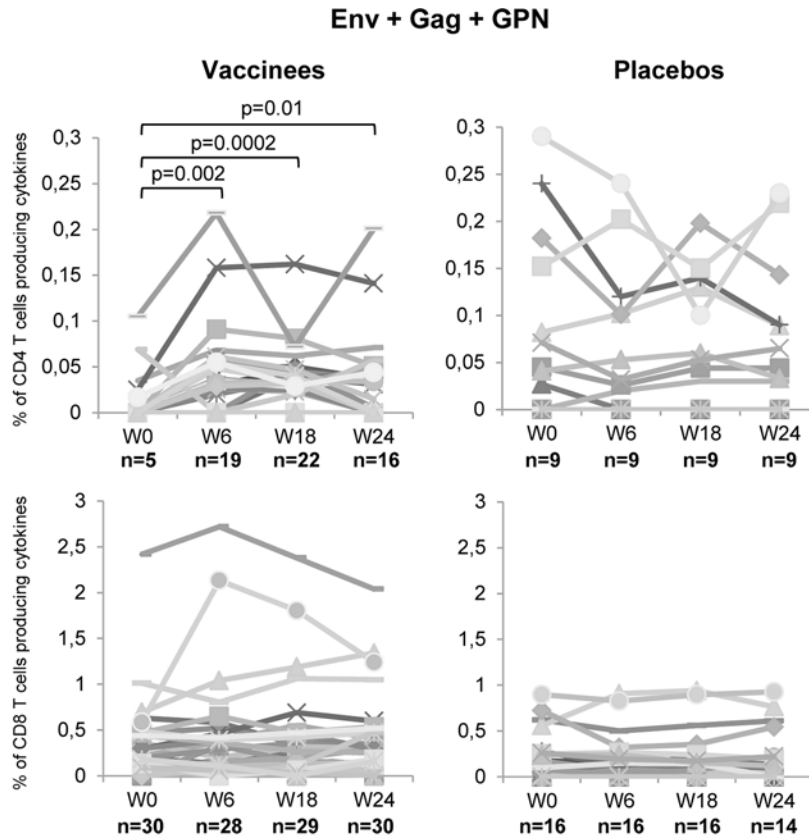 Env + Gag + GPN
Vaccinees
Placebos
% of CD4 T cells producing cytokines
p=0.01
p=0.0002
p=0.002
0,3
0,25
0,2
0,15
0,1
0,05
0
W0 W6 W18 W24
n=5 n=19 n=22 n=16
0,3
0,25
0,2
0,15
0,1
0,05
0
W0 W6 W18 W24
n=9 n=9 n=9 n=9
% of CD8 T cells producing cytokines
3
2,5
2
1,5
1
0,5
0
W0 W6 W18 W24
n=30 n=28 n=29 n=30
3
2,5
2
1,5
1
0,5
0
W0 W6 W18 W24
n=16 n=16 n=16 n=14